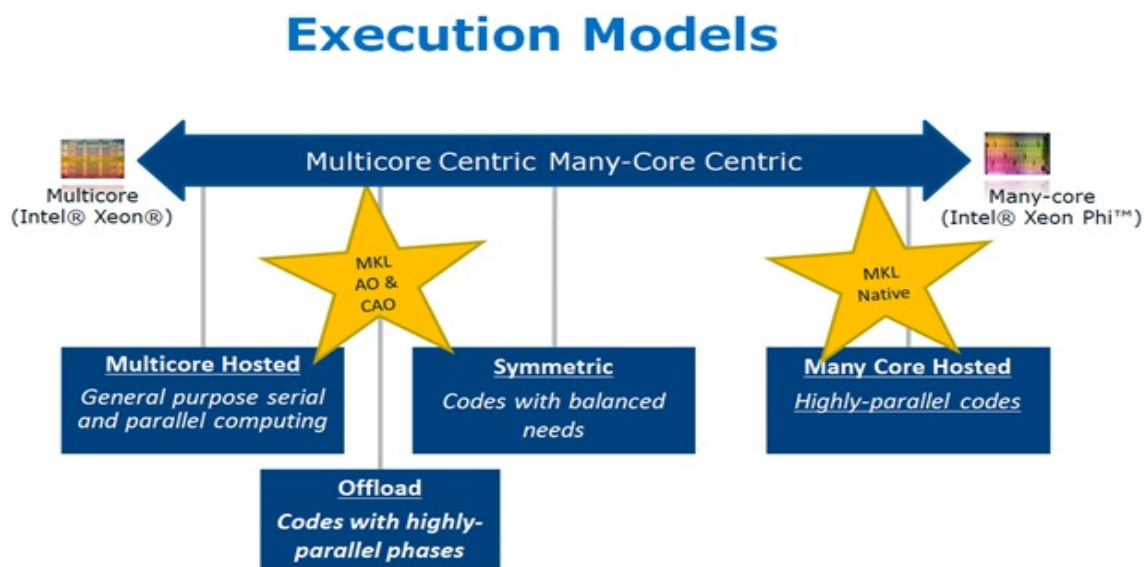 Execution Models
Multicore Centric Many-Core Centric
Multicore
(Intel® Xeon®)
Many-core
(Intel® Xeon Phi™)
MKL
AO &
CAO
MKL
Native
Multicore Hosted
General purpose serial
and parallel computing
Symmetric
Codes with balanced
needs
Many Core Hosted
Highly-parallel codes
Offload
Codes with highly-
parallel phases